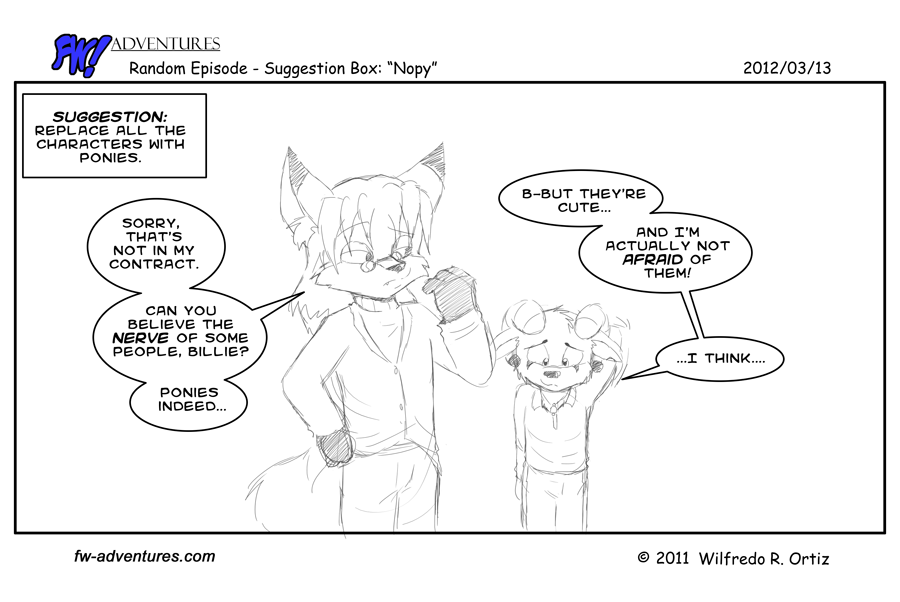 FW! ADVENTURES
Random Episode - Suggestion Box: “Nopy”
2012/03/13
SUGGESTION:
REPLACE ALL THE
CHARACTERS WITH
PONIES.
SORRY,
THAT'S
NOT IN MY
CONTRACT.
CAN YOU
BELIEVE THE
NERVE OF SOME
PEOPLE, BILLIE?
PONIES
INDEED...
B-BUT THEY'RE
CUTE...
AND I'M
ACTUALLY NOT
AFRAID OF
THEM!
...I THINK....
fw-adventures.com
© 2011 Wilfredo R. Ortiz